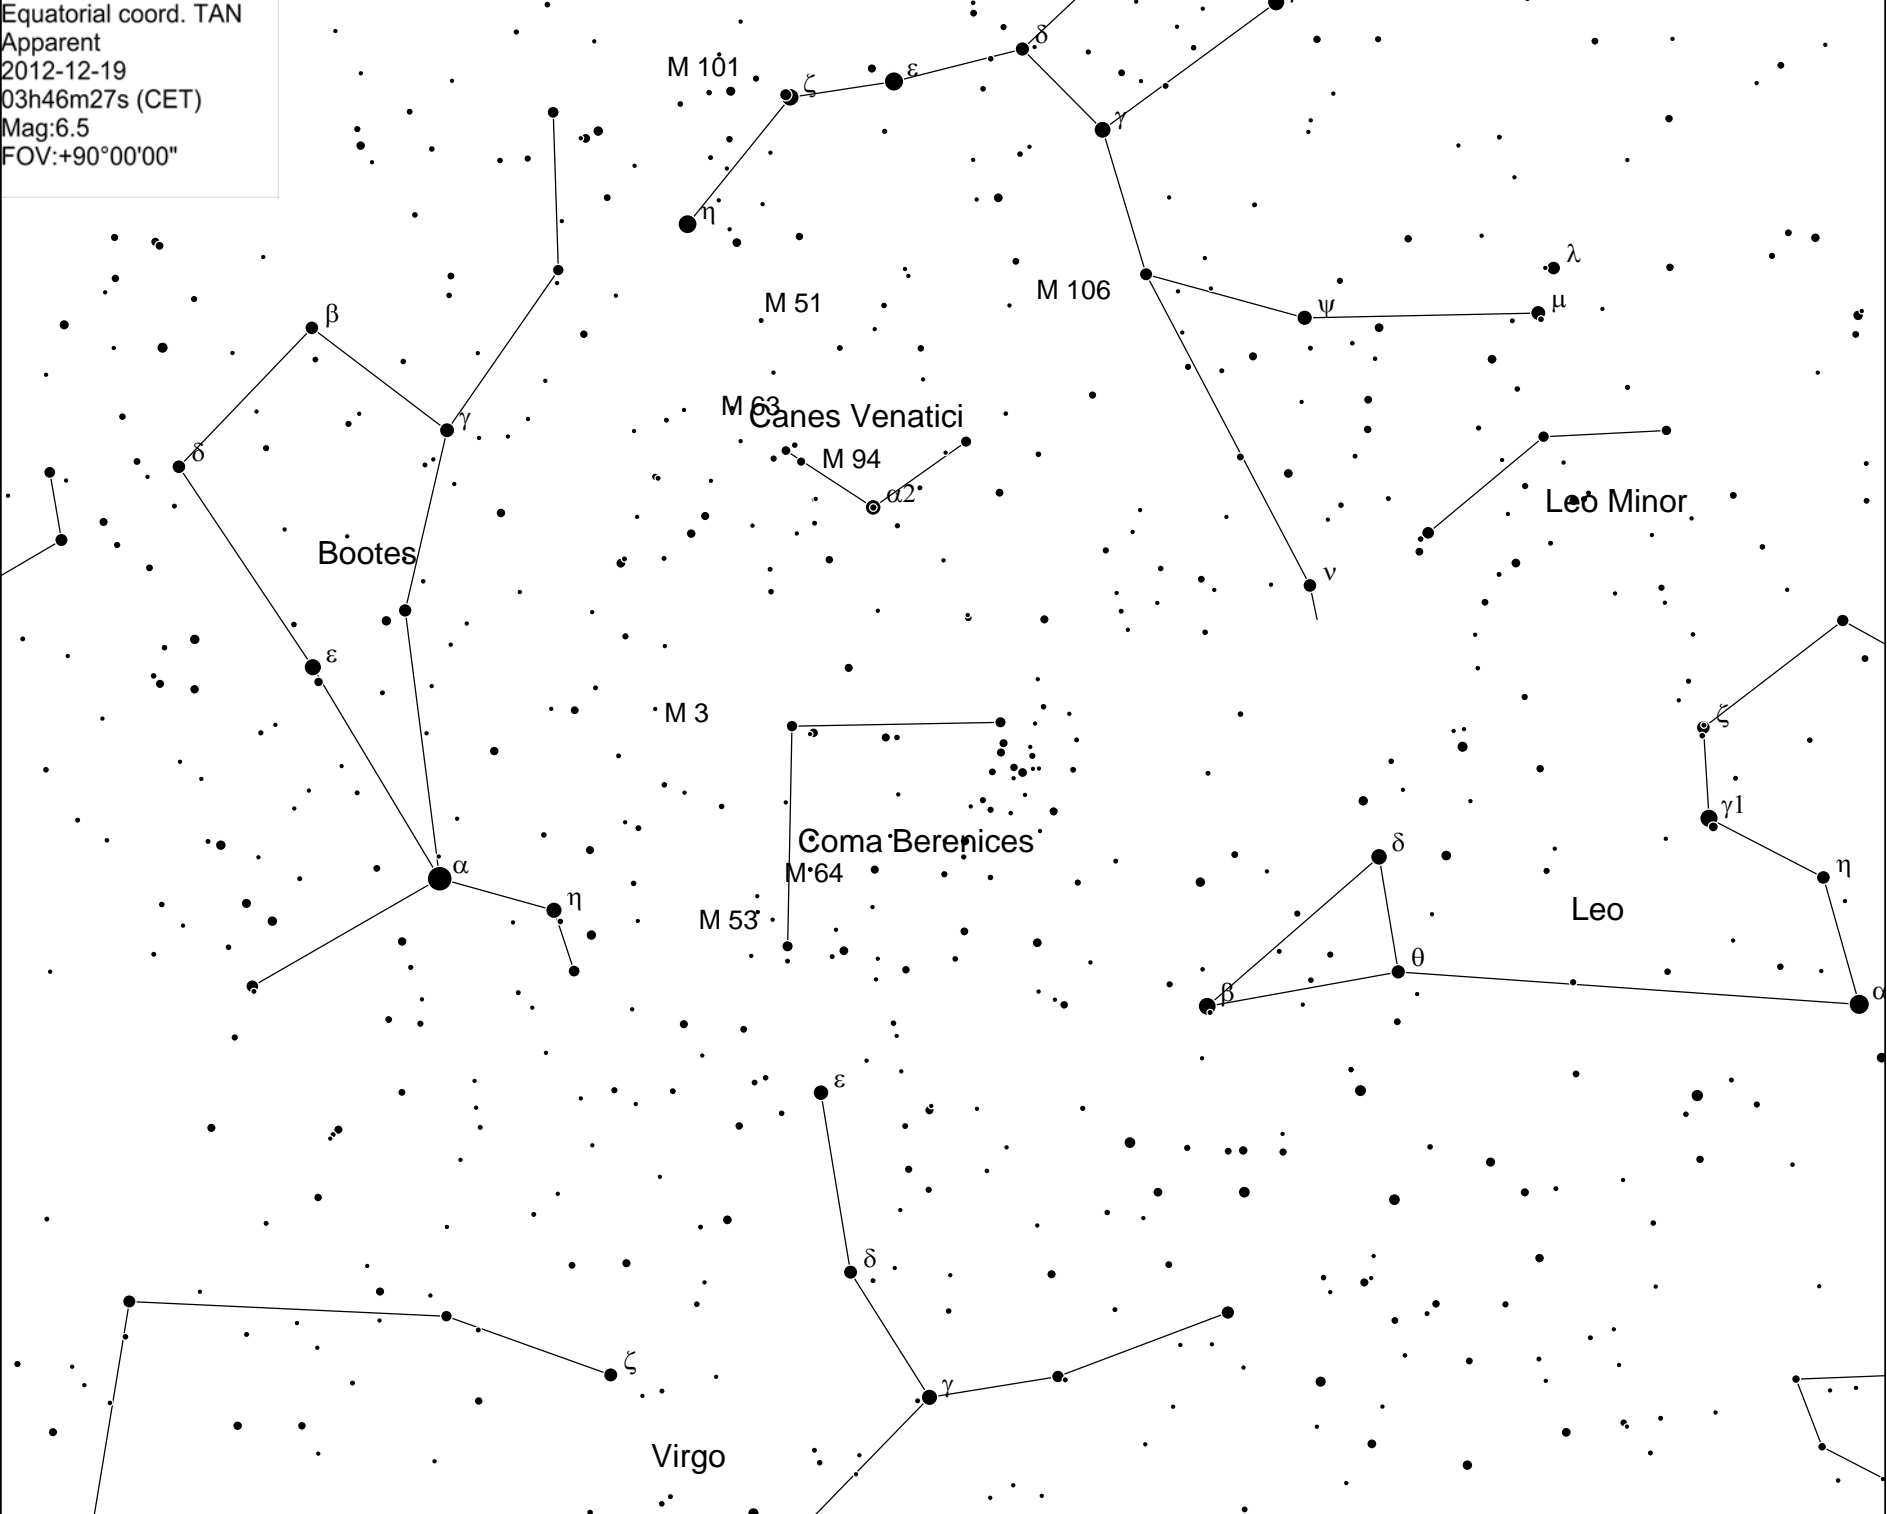 Equatorial coord. TAN
Apparent
2012-12-19
03h46m27s (CET)
Mag:6.5
FOV:+90°00'00"
δ
M 101
ζ
ε
γ
η
λ
M 106
M 51
ψ
μ
β
M 63
Canes Venatici
γ
δ
M 94
α2
Leo Minor
Bootes
ν
ε
M 3
ζ
γ1
Coma Berenices
δ
α
M 64
η
η
Leo
M 53
θ
β
α
ε
δ
ζ
γ
Virgo